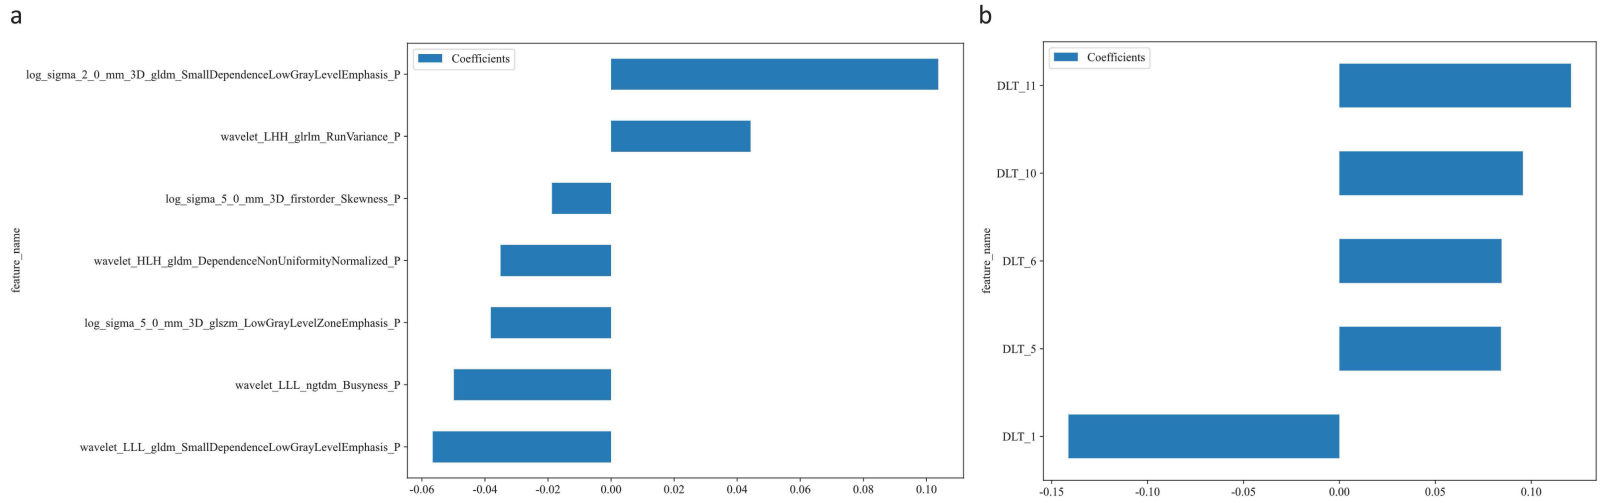 a
Coefficients
log_sigma_2_0_mm_3D_gldm_SmallDependenceLowGrayLevelEmphasis_P
wavelet_LHH_glrlm_RunVariance_P
log_sigma_5_0_mm_3D_firstorder_Skewness_P
wavelet_HLH_gldm_DependenceNonUniformityNormalized_P
log_sigma_5_0_mm_3D_glszm_LowGrayLevelZoneEmphasis_P
wavelet_LLL_ngtdm_Busyness_P
wavelet_LLL_gldm_SmallDependenceLowGrayLevelEmphasis_P
feature_name
-0.06 -0.04 -0.02 0.00 0.02 0.04 0.06 0.08 0.10
b
Coefficients
DLT_11
DLT_10
DLT_6
DLT_5
DLT_1
feature_name
-0.15 -0.10 -0.05 0.00 0.05 0.10